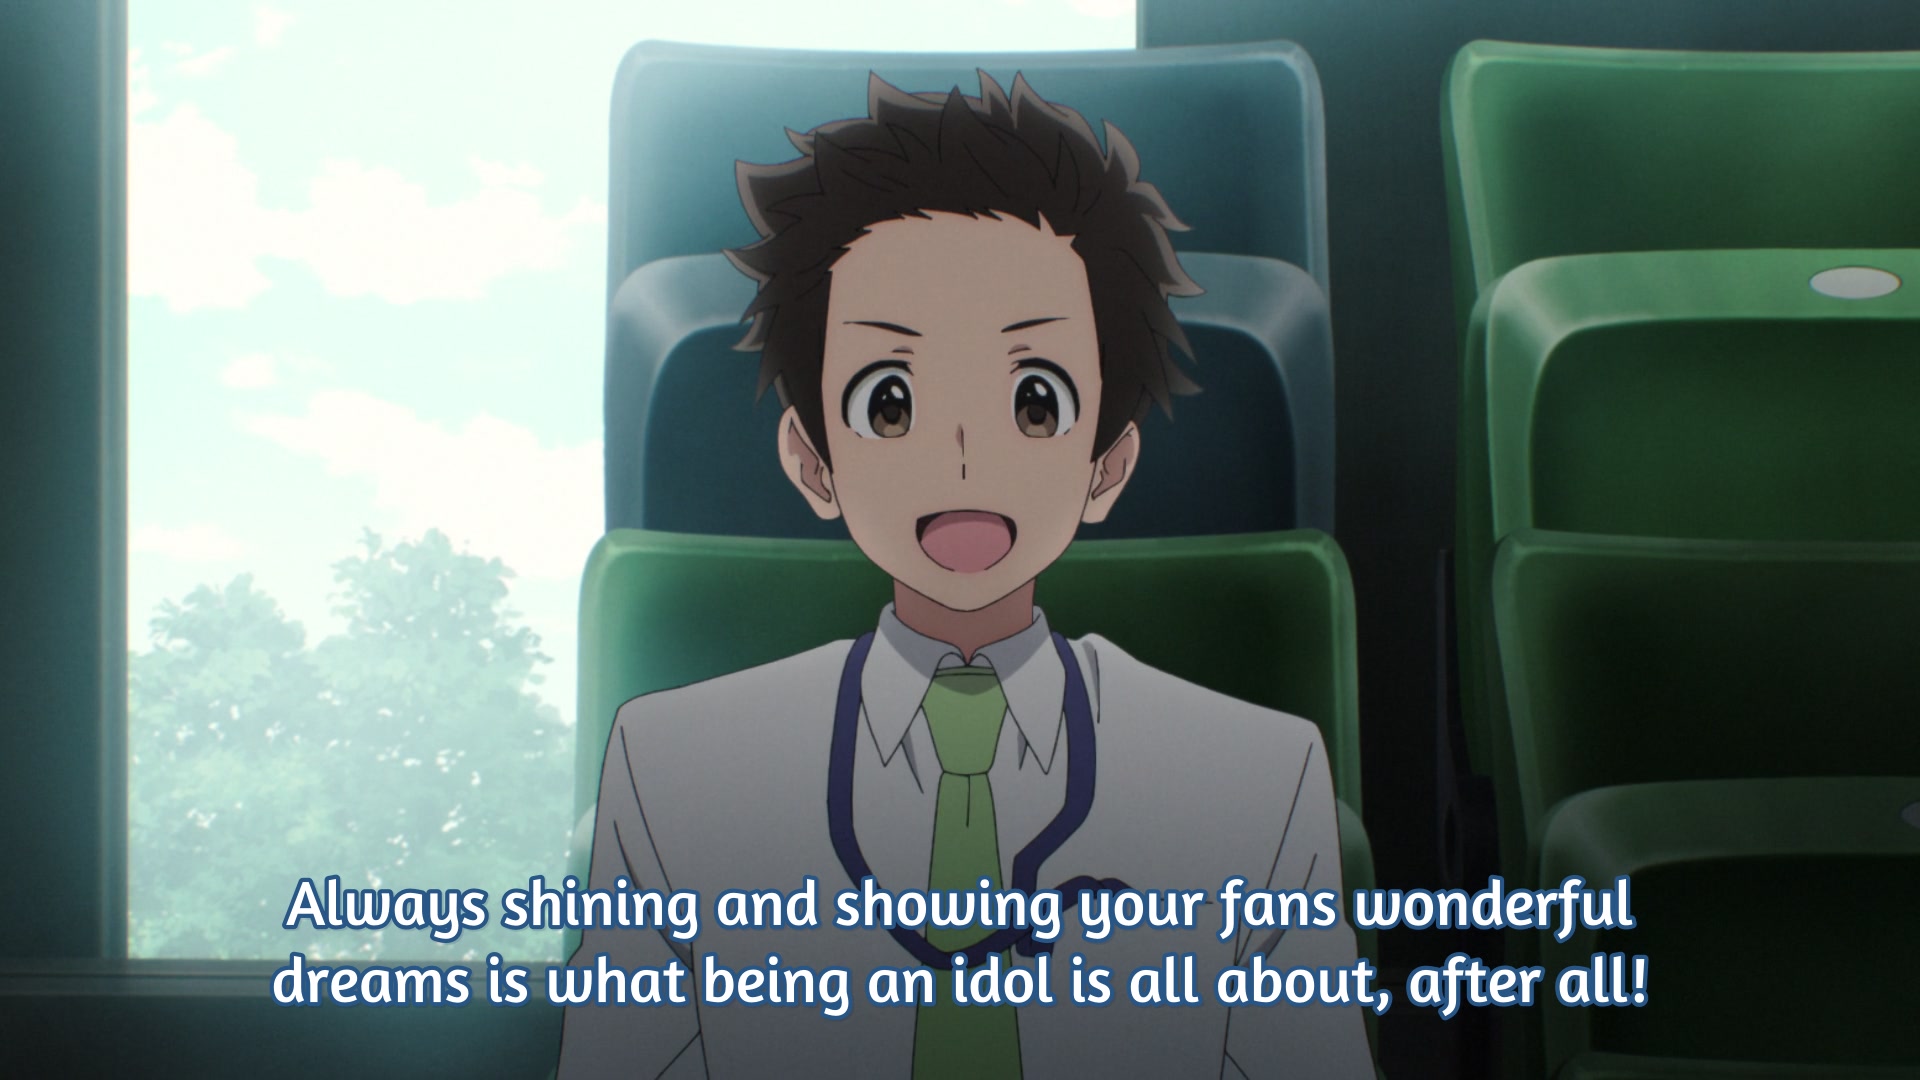 Always shining and showing your fans wonderful
dreams is what being an idol is all about, after all!